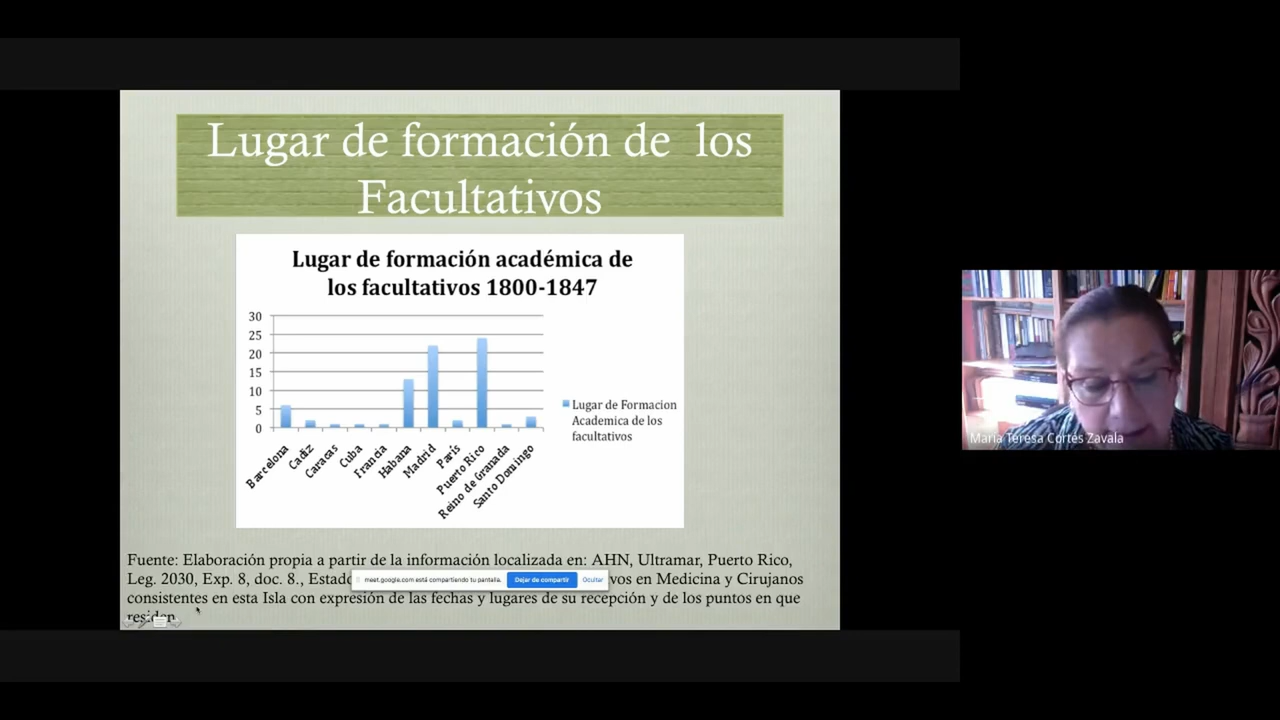 Lugar de formación de los
Facultativos
Lugar de formación académica de
los facultativos 1800-1847
30
25
20
15
10
5
0
Barcelona
Cadiz
Caracas
Cuba
Francia
Habana
Madrid
París
Puerto Rico
Reino de Granada
Santo Domingo
Lugar de Formacion
Academica de los
facultativos
Fuente: Elaboración propia a partir de la información localizada en: AHN, Ultramar, Puerto Rico,
Leg. 2030, Exp. 8, doc. 8., Estado vos en Medicina y Cirujanos
meet.google.com está compartiendo tu pantalla.
Dejar de compartir
Ocultar
consistentes en esta Isla con expresión de las fechas y lugares de su recepción y de los puntos en que
residen
María Teresa Cortés Zavala